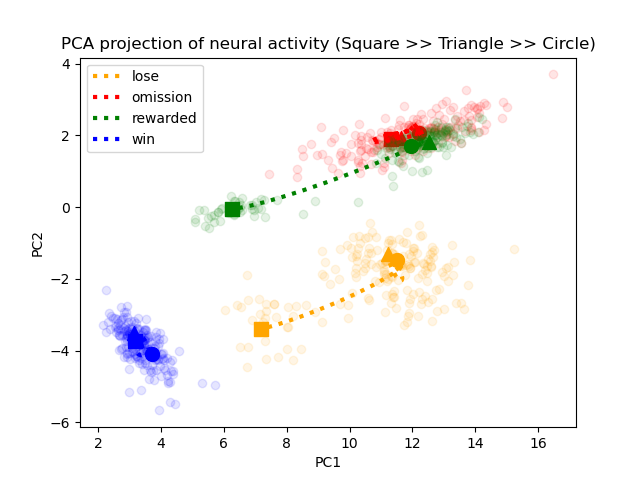 PCA projection of neural activity (Square >> Triangle >> Circle)
lose
omission
rewarded
win
4
2
0
−2
−4
−6
PC2
2 4 6 8 10 12 14 16
PC1